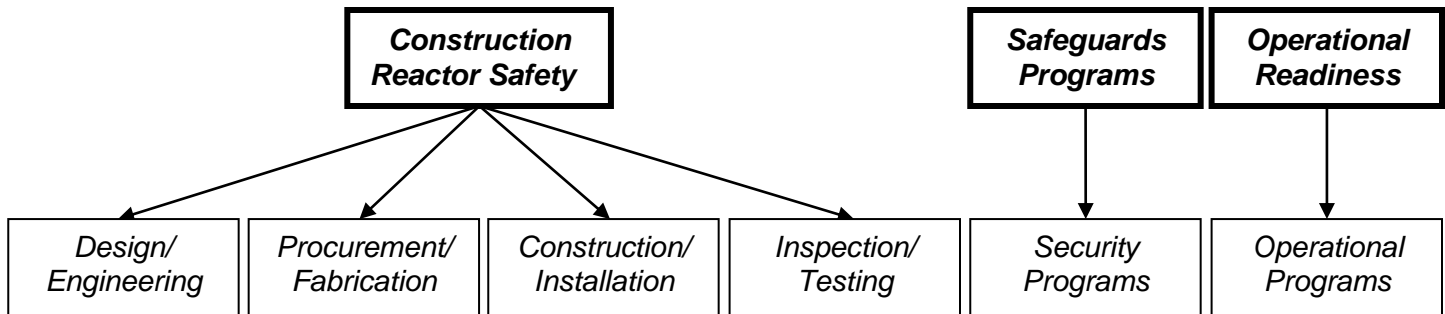 Construction
Reactor Safety
Safeguards
Programs
Operational
Readiness
Design/
Engineering
Procurement/
Fabrication
Construction/
Installation
Inspection/
Testing
Security
Programs
Operational
Programs